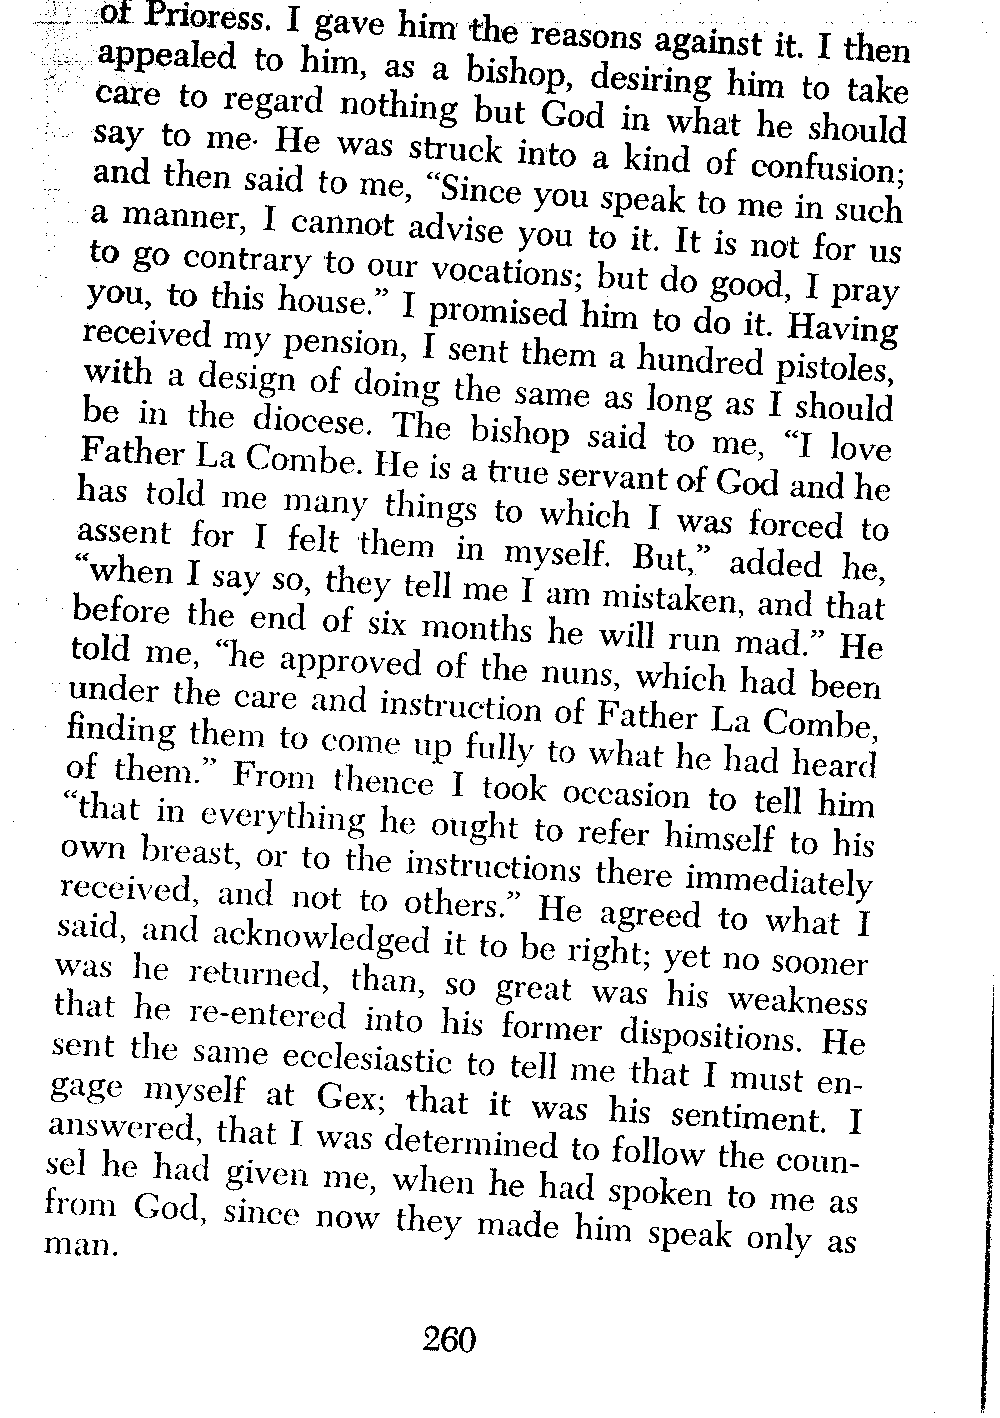 of Prioress. I gave him the reasons against it. I then
appealed to him, as a bishop, desiring him to take
care to regard nothing but God in what he should
say to me. He was struck into a kind of confusion;
and then said to me, “Since you speak to me in such
a manner, I cannot advise you to it. It is not for us
to go contrary to our vocations; but do good, I pray
you, to this house.” I promised him to do it. Having
received my pension, I sent them a hundred pistoles,
with a design of doing the same as long as I should
be in the diocese. The bishop said to me, “I love
Father La Combe. He is a true servant of God and he
has told me many things to which I was forced to
assent for I felt them in myself. But,” added he,
“when I say so, they tell me I am mistaken, and that
before the end of six months he will run mad.” He
told me, “he approved of the nuns, which had been
under the care and instruction of Father La Combe,
finding them to come up fully to what he had heard
of them.” From thence I took occasion to tell him
“that in everything he ought to refer himself to his
own breast, or to the instructions there immediately
received, and not to others.” He agreed to what I
said, and acknowledged it to be right; yet no sooner
was he returned, than, so great was his weakness
that he re-entered into his former dispositions. He
sent the same ecclesiastic to tell me that I must en-
gage myself at Gex; that it was his sentiment. I
answered, that I was determined to follow the coun-
sel he had given me, when he had spoken to me as
from God, since now they made him speak only as
man.
260